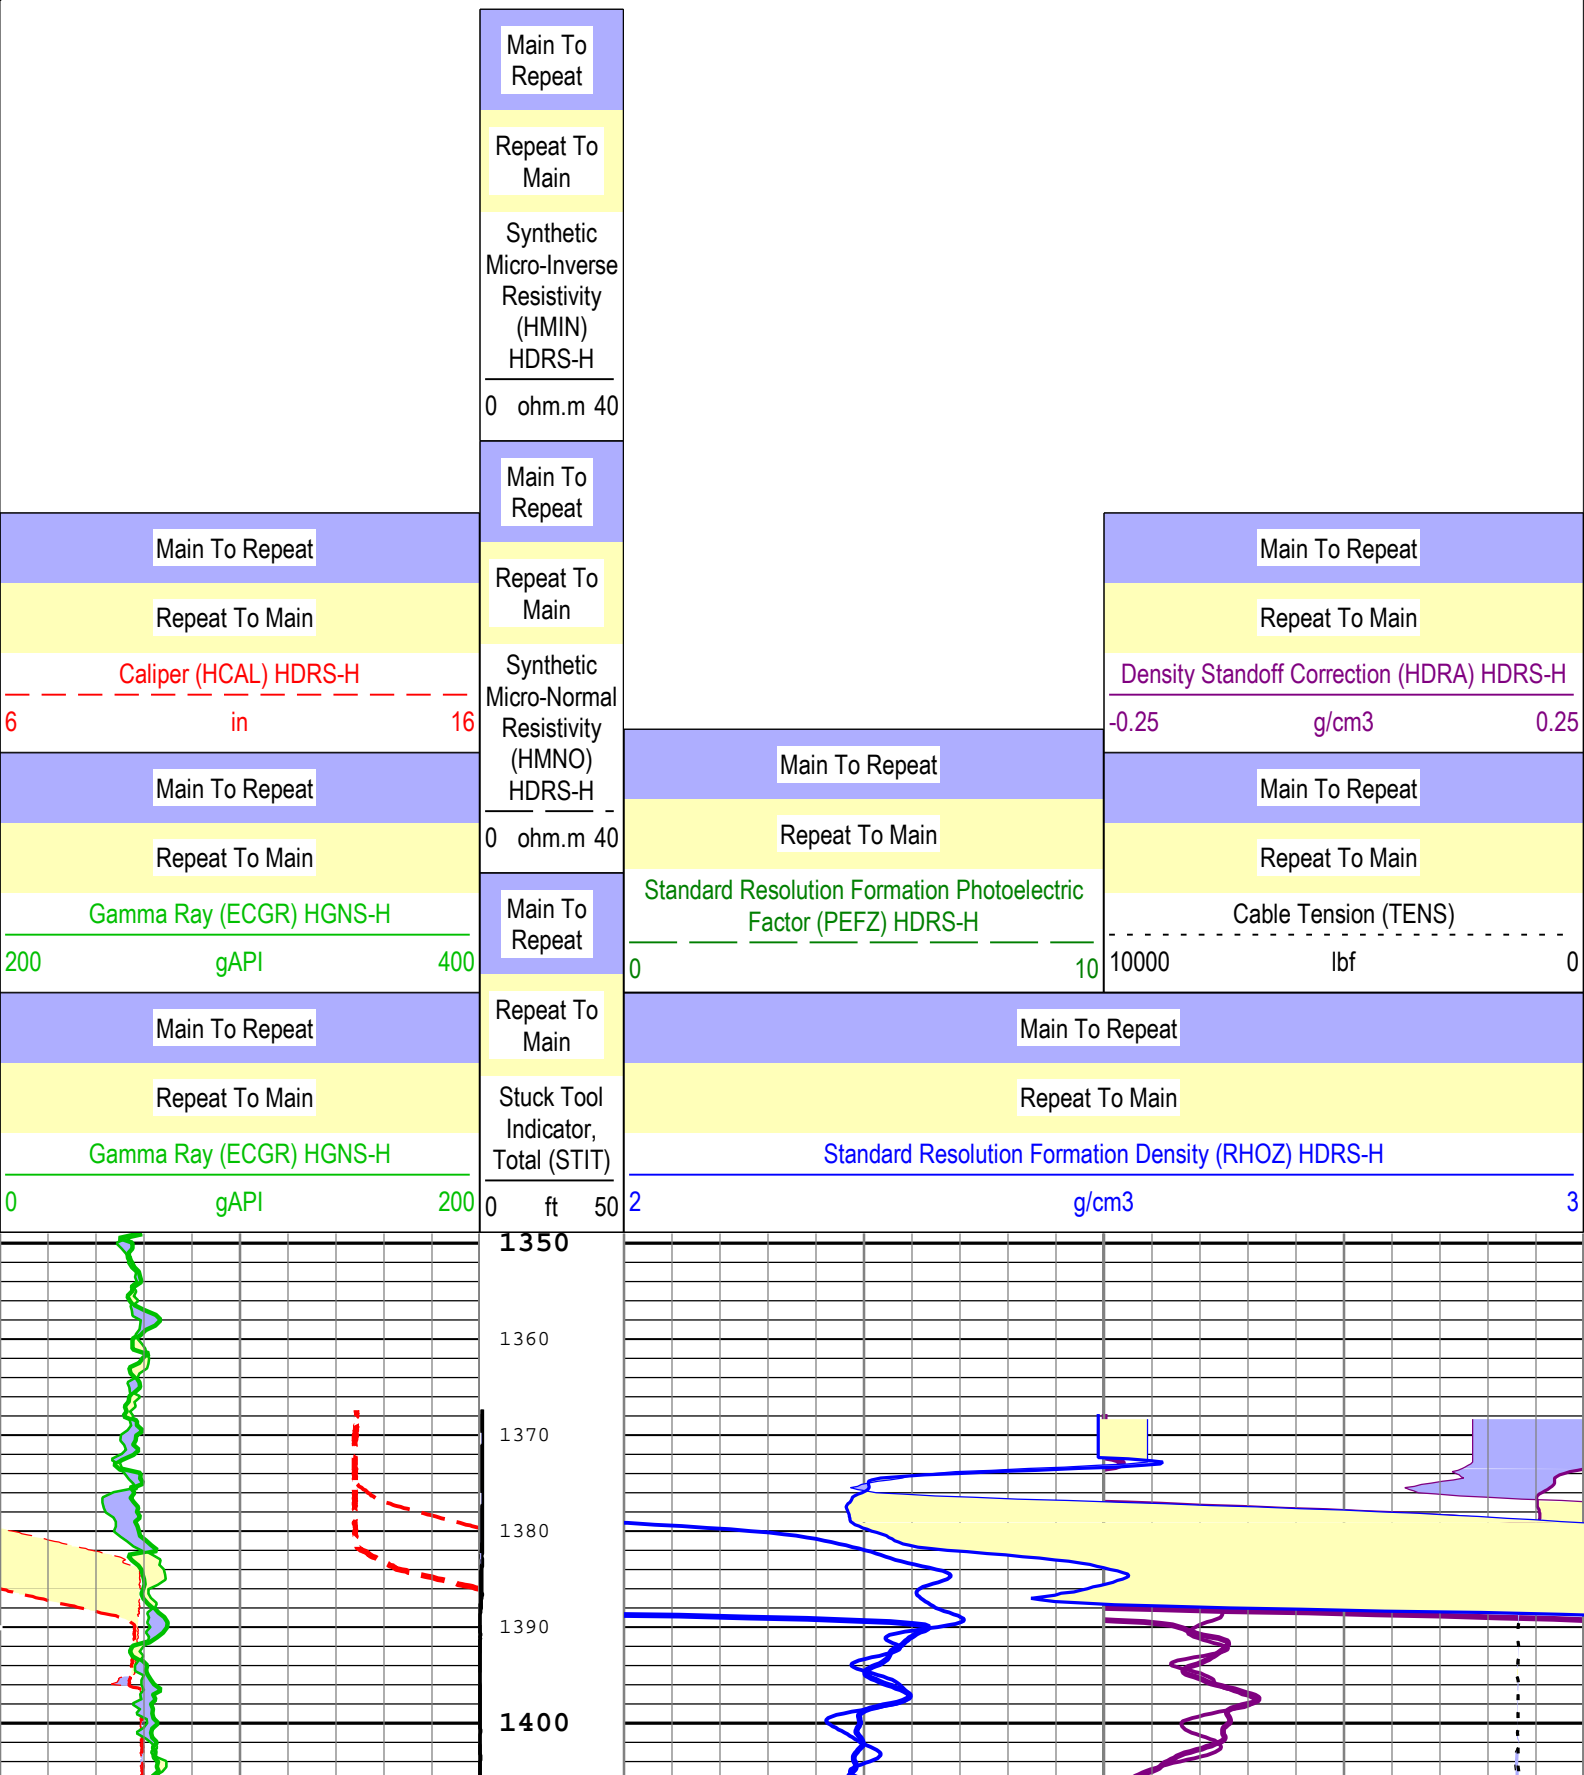 Main To
Repeat
Repeat To
Main
Synthetic
Micro-Inverse
Resistivity
(HMIN)
HDRS-H
0 ohm.m 40
Main To
Repeat
Repeat To
Main
Synthetic
Micro-Normal
Resistivity
(HMNO)
HDRS-H
0 ohm.m 40
Main To
Repeat
Repeat To
Main
Stuck Tool
Indicator,
Total (STIT)
0 ft 50
Main To Repeat
Repeat To Main
Caliper (HCAL) HDRS-H
6 in 16
Main To Repeat
Repeat To Main
Gamma Ray (ECGR) HGNS-H
200 gAPI 400
Main To Repeat
Repeat To Main
Gamma Ray (ECGR) HGNS-H
0 gAPI 200
Main To Repeat
Repeat To Main
Standard Resolution Formation Photoelectric
Factor (PEFZ) HDRS-H
0 10
Main To Repeat
Repeat To Main
Density Standoff Correction (HDRA) HDRS-H
-0.25 g/cm3 0.25
Main To Repeat
Repeat To Main
Cable Tension (TENS)
10000 lbf 0
Main To Repeat
Repeat To Main
Standard Resolution Formation Density (RHOZ) HDRS-H
2 g/cm3 3
1350
1360
1370
1380
1390
1400